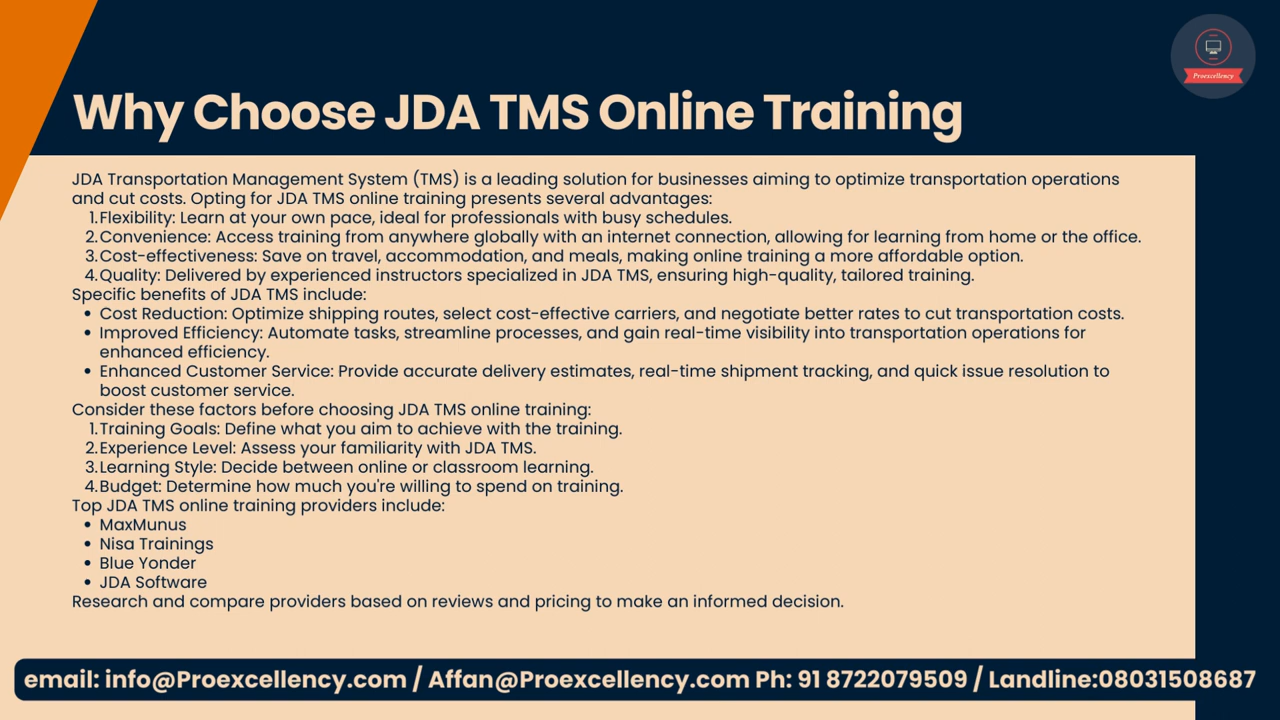 Proexcellency
Why Choose JDA TMS Online Training
JDA Transportation Management System (TMS) is a leading solution for businesses aiming to optimize transportation operations
and cut costs. Opting for JDA TMS online training presents several advantages:
1. Flexibility: Learn at your own pace, ideal for professionals with busy schedules.
2. Convenience: Access training from anywhere globally with an internet connection, allowing for learning from home or the office.
3. Cost-effectiveness: Save on travel, accommodation, and meals, making online training a more affordable option.
4. Quality: Delivered by experienced instructors specialized in JDA TMS, ensuring high-quality, tailored training.
Specific benefits of JDA TMS include:
• Cost Reduction: Optimize shipping routes, select cost-effective carriers, and negotiate better rates to cut transportation costs.
• Improved Efficiency: Automate tasks, streamline processes, and gain real-time visibility into transportation operations for
enhanced efficiency.
• Enhanced Customer Service: Provide accurate delivery estimates, real-time shipment tracking, and quick issue resolution to
boost customer service.
Consider these factors before choosing JDA TMS online training:
1. Training Goals: Define what you aim to achieve with the training.
2. Experience Level: Assess your familiarity with JDA TMS.
3. Learning Style: Decide between online or classroom learning.
4. Budget: Determine how much you're willing to spend on training.
Top JDA TMS online training providers include:
• MaxMunus
• Nisa Trainings
• Blue Yonder
• JDA Software
Research and compare providers based on reviews and pricing to make an informed decision.
email: info@Proexcellency.com / Affan@Proexcellency.com Ph: 91 8722079509 / Landline:08031508687